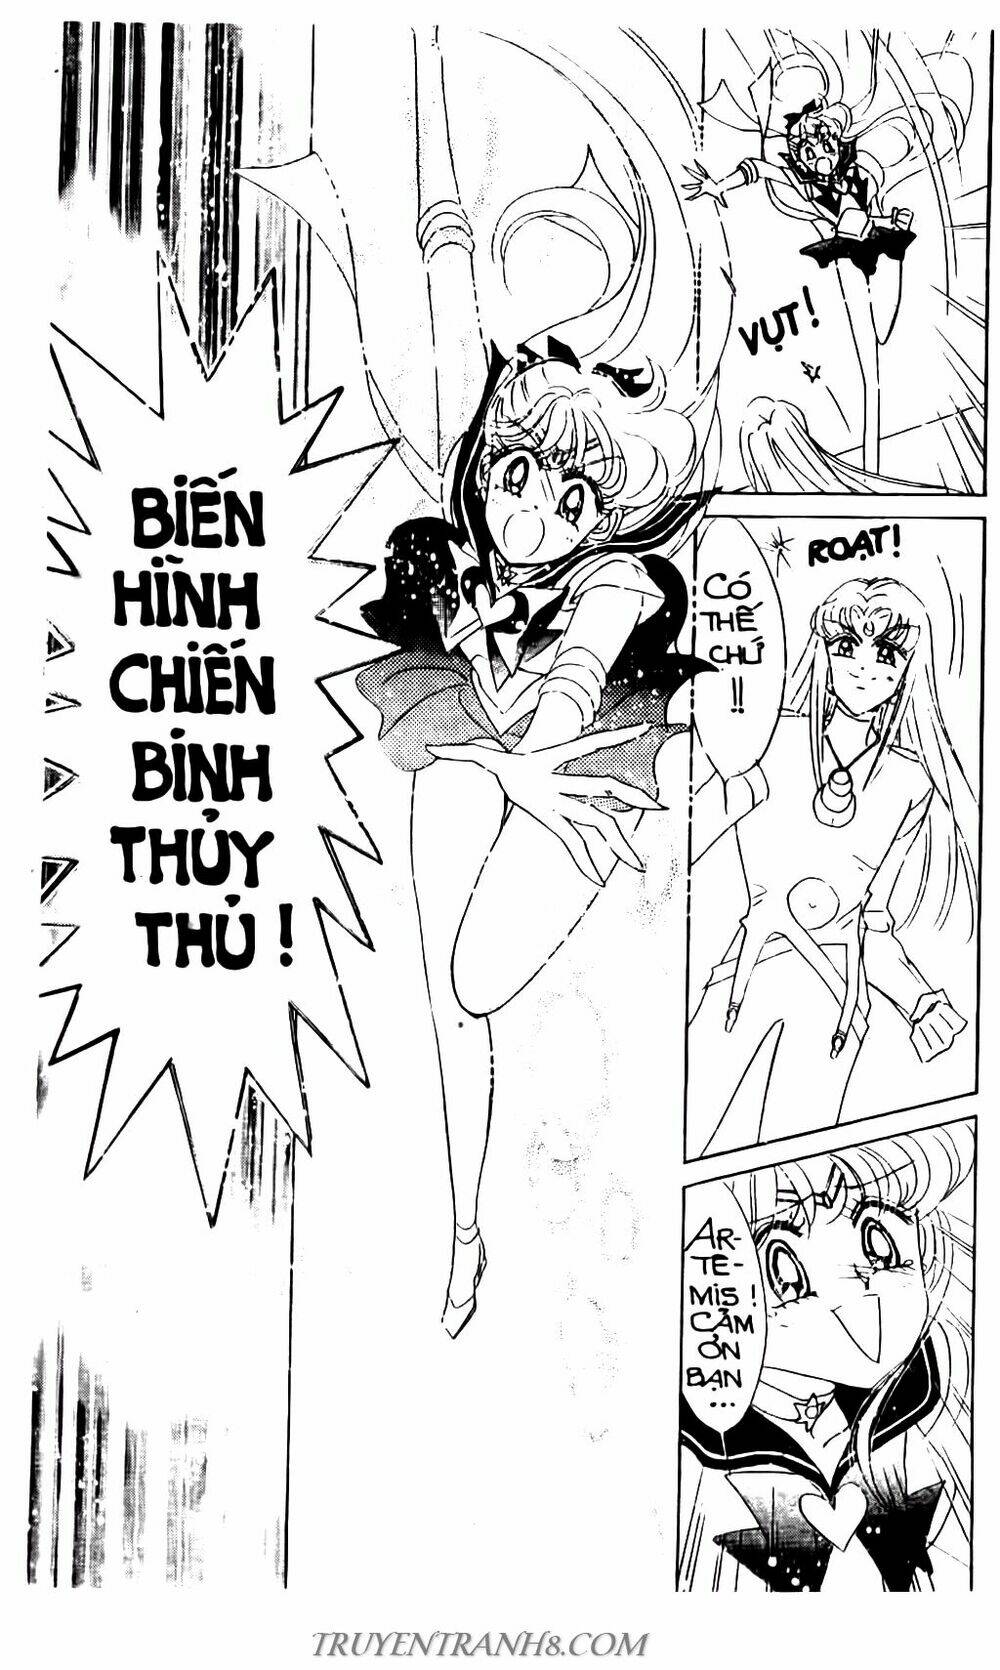 BIẾN
HÌNH
CHIẾN
BINH
THỦY
THỦ!
VỤT!
ROẠT!
CÓ
THẾ
CHỨ
!!
AR-
TE-
MIS!
CẢM
ƠN
BẠN
...
TRUYENTRANH8.COM